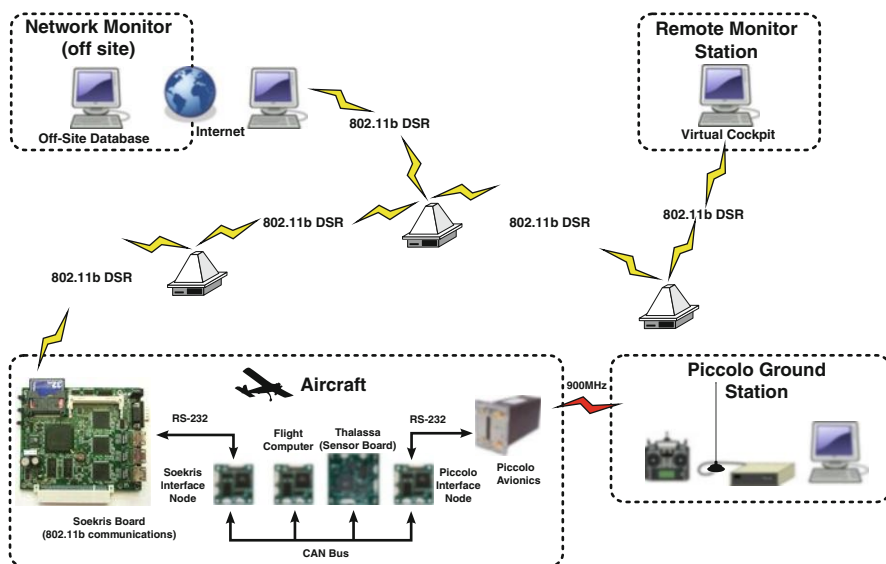 Network Monitor
(off site)
Off-Site Database
Internet
802.11b DSR
Remote Monitor
Station
Virtual Cockpit
802.11b DSR
802.11b DSR
802.11b DSR
802.11b DSR
Aircraft
RS-232
Flight
Computer
Thalassa
(Sensor Board)
RS-232
Soekris
Interface
Node
Piccolo
Interface
Node
Piccolo
Avionics
Soekris Board
(802.11b communications)
CAN Bus
900MHz
Piccolo Ground
Station